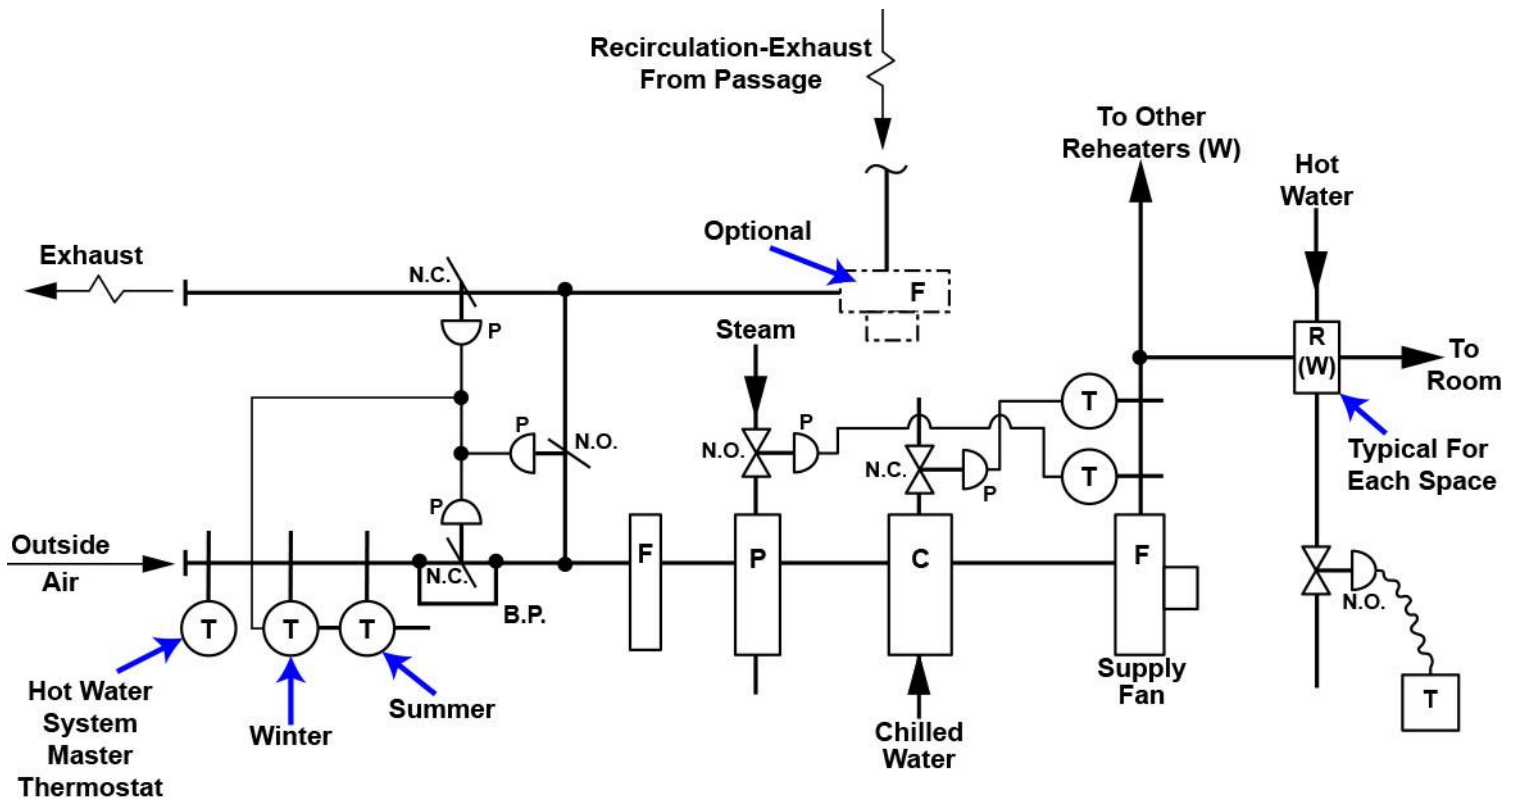 Recirculation-Exhaust
From Passage
To Other
Reheaters (W)
Hot
Water
Optional
Exhaust
N.C.
F
P
Steam
R
(W)
To
Room
T
P
P
N.O.
N.O.
N.C.
P
T
Typical For
Each Space
P
Outside
Air
N.C.
B.P.
F
P
C
F
N.O.
T
T
T
Hot Water
System
Master
Thermostat
Winter
Summer
Supply
Fan
Chilled
Water
T